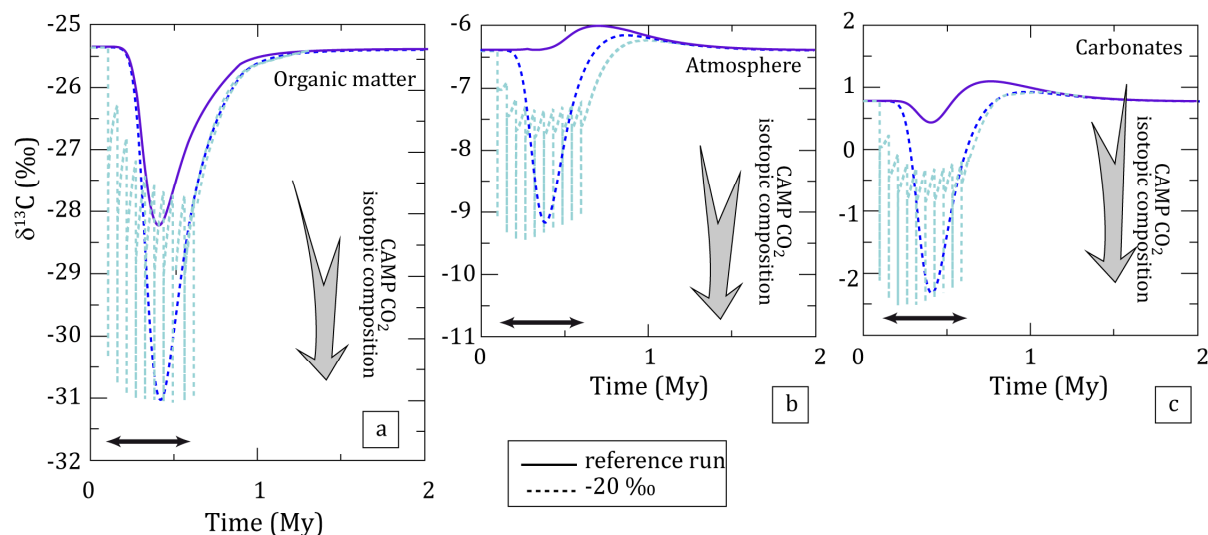 δ13C (‰)
-25
-26
-27
-28
-29
-30
-31
-32
0
1
2
Time (My)
Organic matter
CAMP CO2
isotopic composition
a
-6
-7
-8
-9
-10
-11
0
1
2
Time (My)
Atmosphere
CAMP CO2
isotopic composition
b
2
1
0
-1
-2
0
1
2
Time (My)
Carbonates
CAMP CO2
isotopic composition
c
reference run
-20 ‰